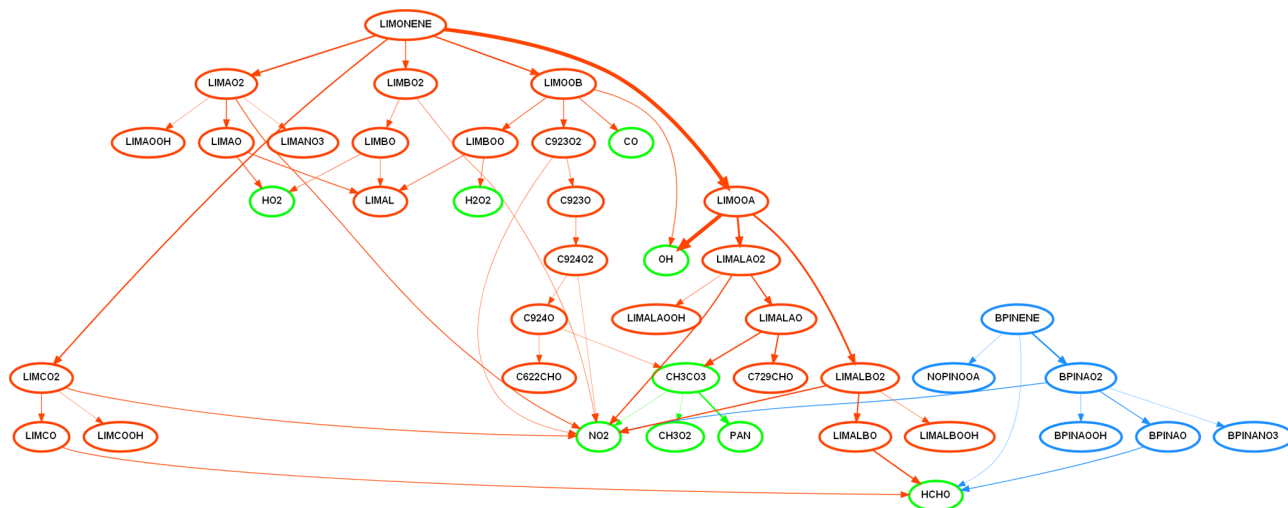 LIMONENE
LIMAO2
LIMBO2
LIMOOB
LIMAOOH
LIMAO
LIMANO3
LIMBO
LIMBOO
C923O2
CO
HO2
LIMAL
H2O2
C923O
LIMOOA
C924O2
OH
LIMALAO2
C924O
LIMALAOOH
LIMALAO
BPINENE
LIMCO2
C622CHO
CH3CO3
C729CHO
LIMALBO2
NOPINOOA
BPINAO2
LIMCO
LIMCOOH
NO2
CH3O2
PAN
LIMALBO
LIMALBOOH
BPINAOOH
BPINAO
BPINANO3
HCHO